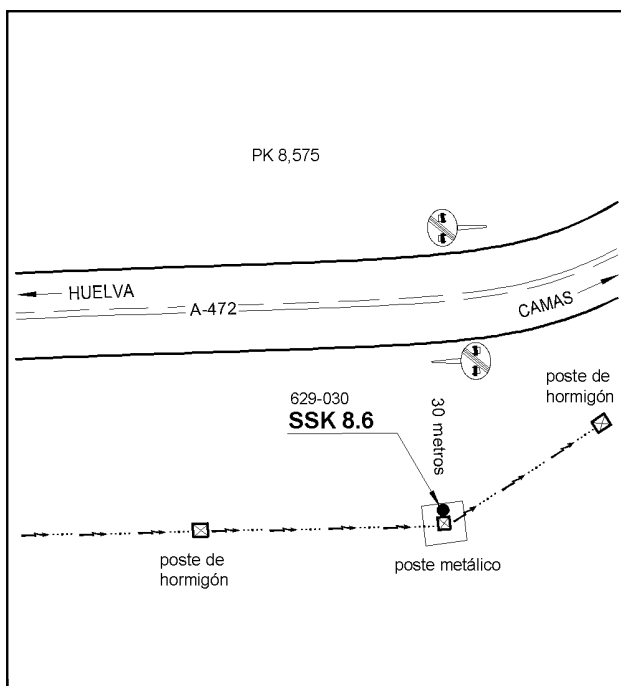 PK 8,575
HUELVA
A-472
CAMAS
poste de
hormigón
629-030
SSK 8.6
30 metros
poste de
hormigón
poste metálico